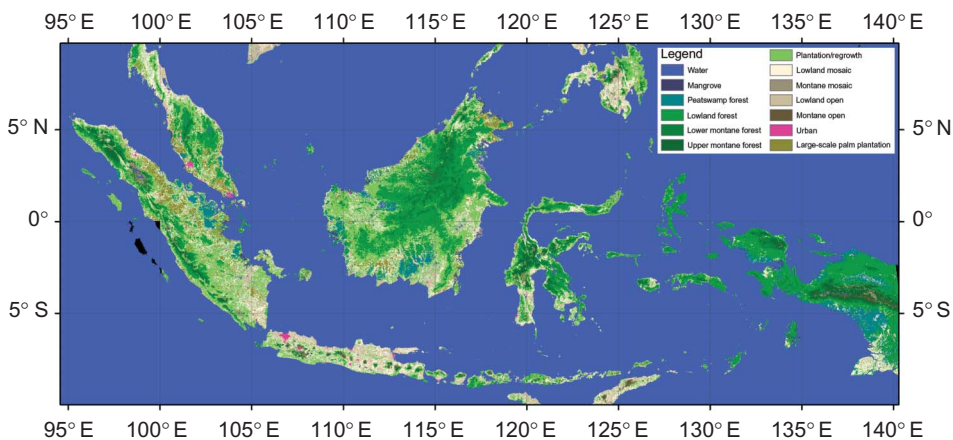 95° E 100° E 105° E 110° E 115° E 120° E 125° E 130° E 135° E 140° E
Legend
Water
Mangrove
Peatswamp forest
Lowland forest
Lower montane forest
Upper montane forest
Plantation/regrowth
Lowland mosaic
Montane mosaic
Lowland open
Montane open
Urban
Large-scale palm plantation
5° N 5° N
0° 0°
5° S 5° S
95° E 100° E 105° E 110° E 115° E 120° E 125° E 130° E 135° E 140° E